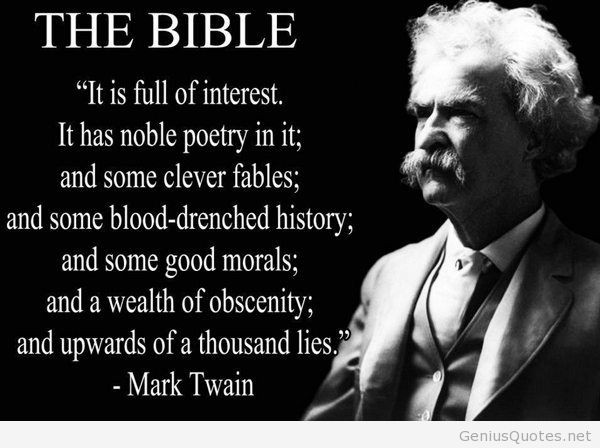 THE BIBLE
“It is full of interest.
It has noble poetry in it;
and some clever fables;
and some blood-drenched history;
and some good morals;
and a wealth of obscenity;
and upwards of a thousand lies.”
- Mark Twain
GeniusQuotes.net